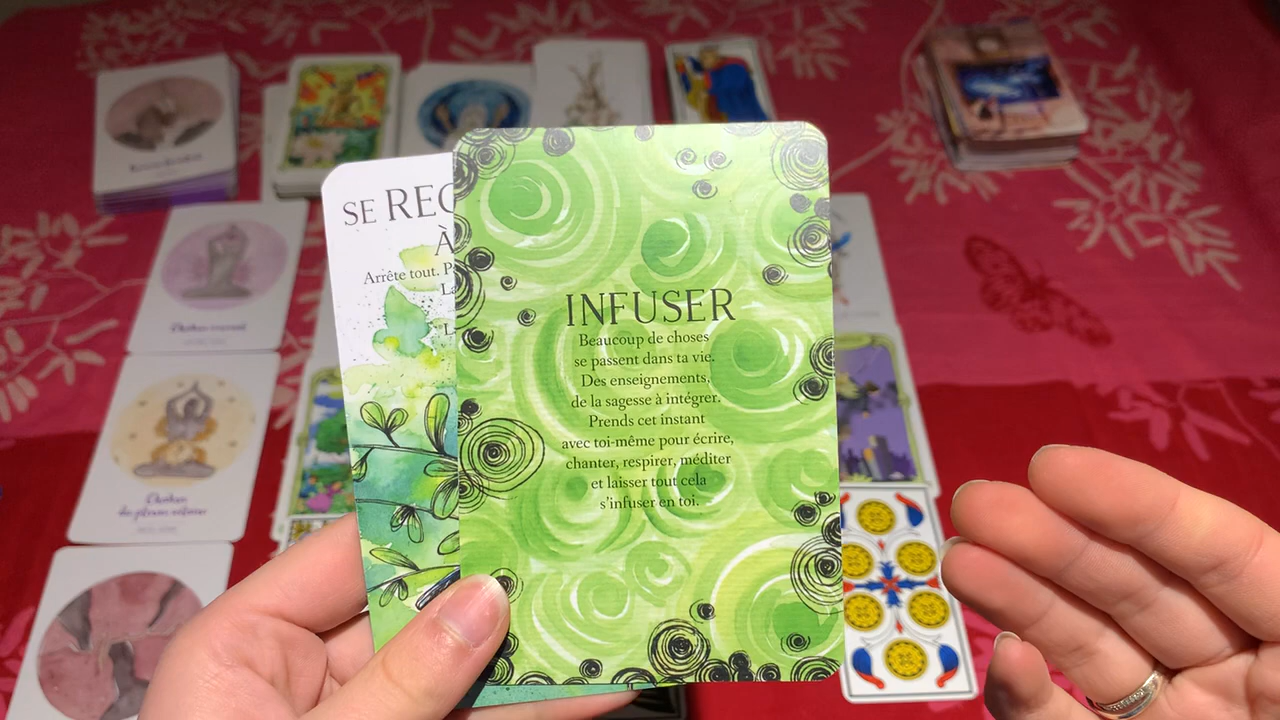 SE REC
À
Arrête tout. P
La
L
INFUSER
Beaucoup de choses
se passent dans ta vie.
Des enseignements,
de la sagesse à intégrer.
Prends cet instant
avec toi-même pour écrire,
chanter, respirer, méditer
et laisser tout cela
s'infuser en toi.